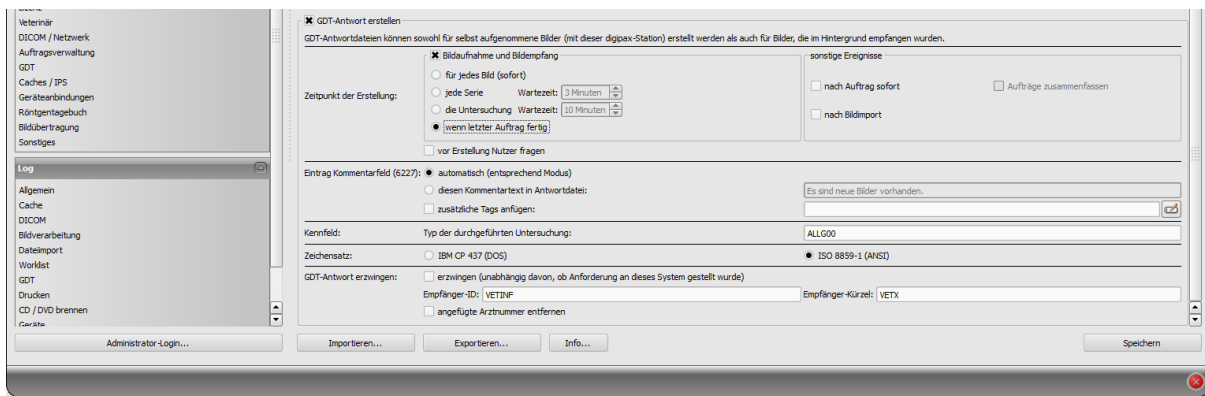 Veterinär
DICOM / Netzwerk
Auftragsverwaltung
GDT
Caches / IPS
Geräteanbindungen
Röntgentagebuch
Bildübertragung
Sonstiges
Log
Allgemein
Cache
DICOM
Bildverarbeitung
Dateiimport
Worklist
GDT
Drucken
CD / DVD brennen
Geräte
Administrator-Login...
GDT-Antwort erstellen
GDT-Antwortdateien können sowohl für selbst aufgenommene Bilder (mit dieser digipax-Station) erstellt werden als auch für Bilder, die im Hintergrund empfangen wurden.
Zeitpunkt der Erstellung:
Bildaufnahme und Bildempfang
für jedes Bild (sofort)
jede Serie Wartezeit: 3 Minuten
die Untersuchung Wartezeit: 10 Minuten
wenn letzter Auftrag fertig
vor Erstellung Nutzer fragen
sonstige Ereignisse
nach Auftrag sofort Aufträge zusammenfassen
nach Bildimport
Eintrag Kommentarfeld (6227): automatisch (entsprechend Modus)
diesen Kommentartext in Antwortdatei: Es sind neue Bilder vorhanden.
zusätzliche Tags anfügen:
Kennfeld: Typ der durchgeführten Untersuchung: ALLG00
Zeichensatz: IBM CP 437 (DOS) ISO 8859-1 (ANSI)
GDT-Antwort erzwingen: erzwingen (unabhängig davon, ob Anforderung an dieses System gestellt wurde)
Empfänger-ID: VETINF Empfänger-Kürzel: VETX
angefügte Arztnummer entfernen
Importieren... Exportieren... Info... Speichern